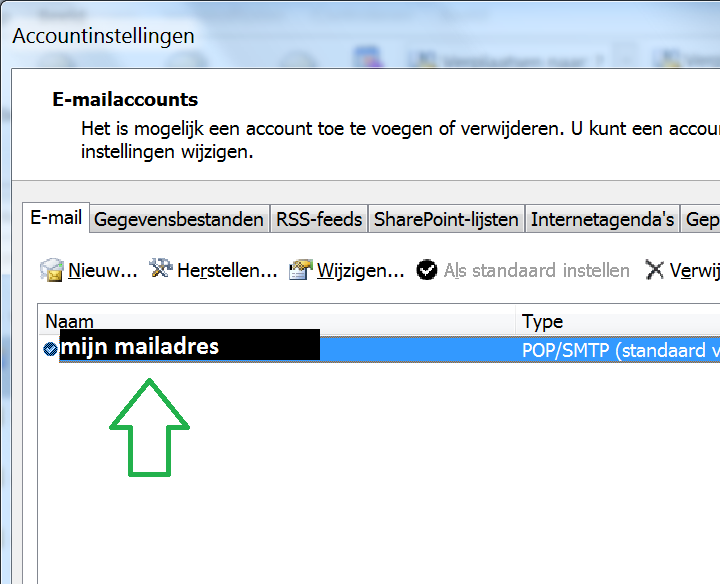 Accountinstellingen
E-mailaccounts
Het is mogelijk een account toe te voegen of verwijderen. U kunt een accou
instellingen wijzigen.
E-mail Gegevensbestanden RSS-feeds SharePoint-lijsten Internetagenda's Gep
Nieuw... Herstellen... Wijzigen... Als standaard instellen Verwij
Naam Type
mijn mailadres POP/SMTP (standaard v